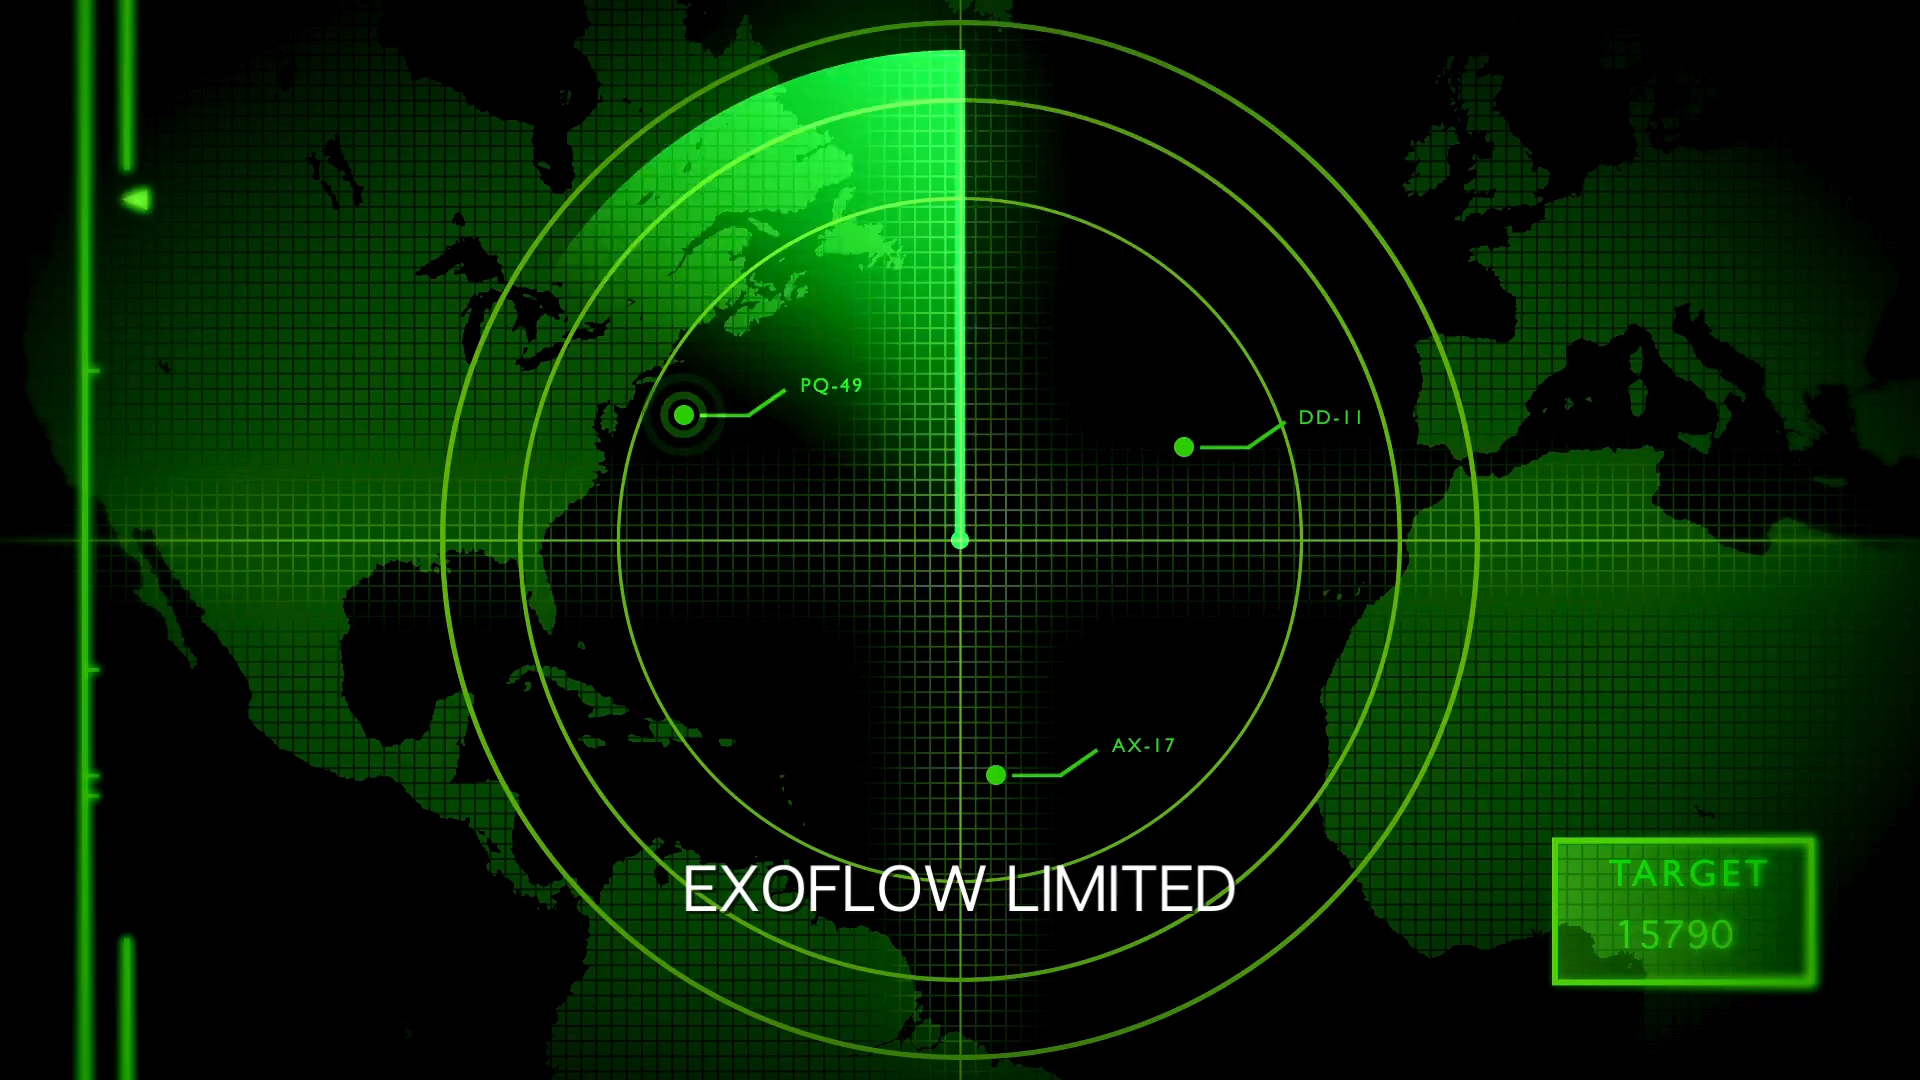 PQ-49
DD-11
AX-17
EXOFLOW LIMITED
TARGET
15790